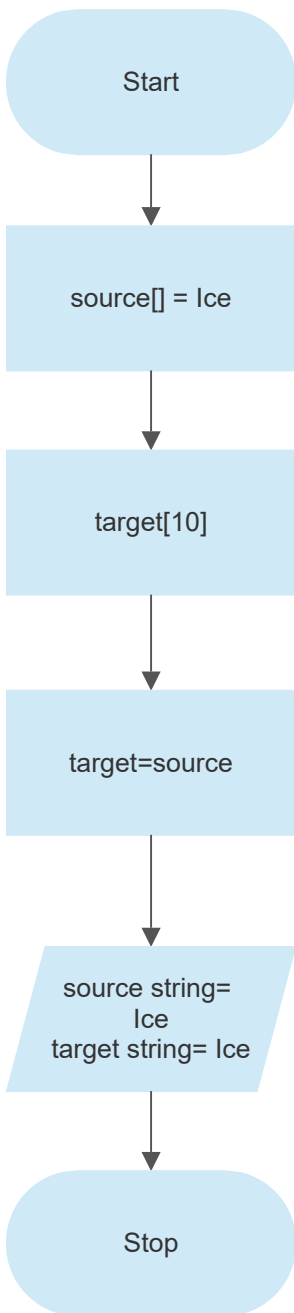 Start
source[] = Ice
target[10]
target=source
source string=
Ice
target string= Ice
Stop